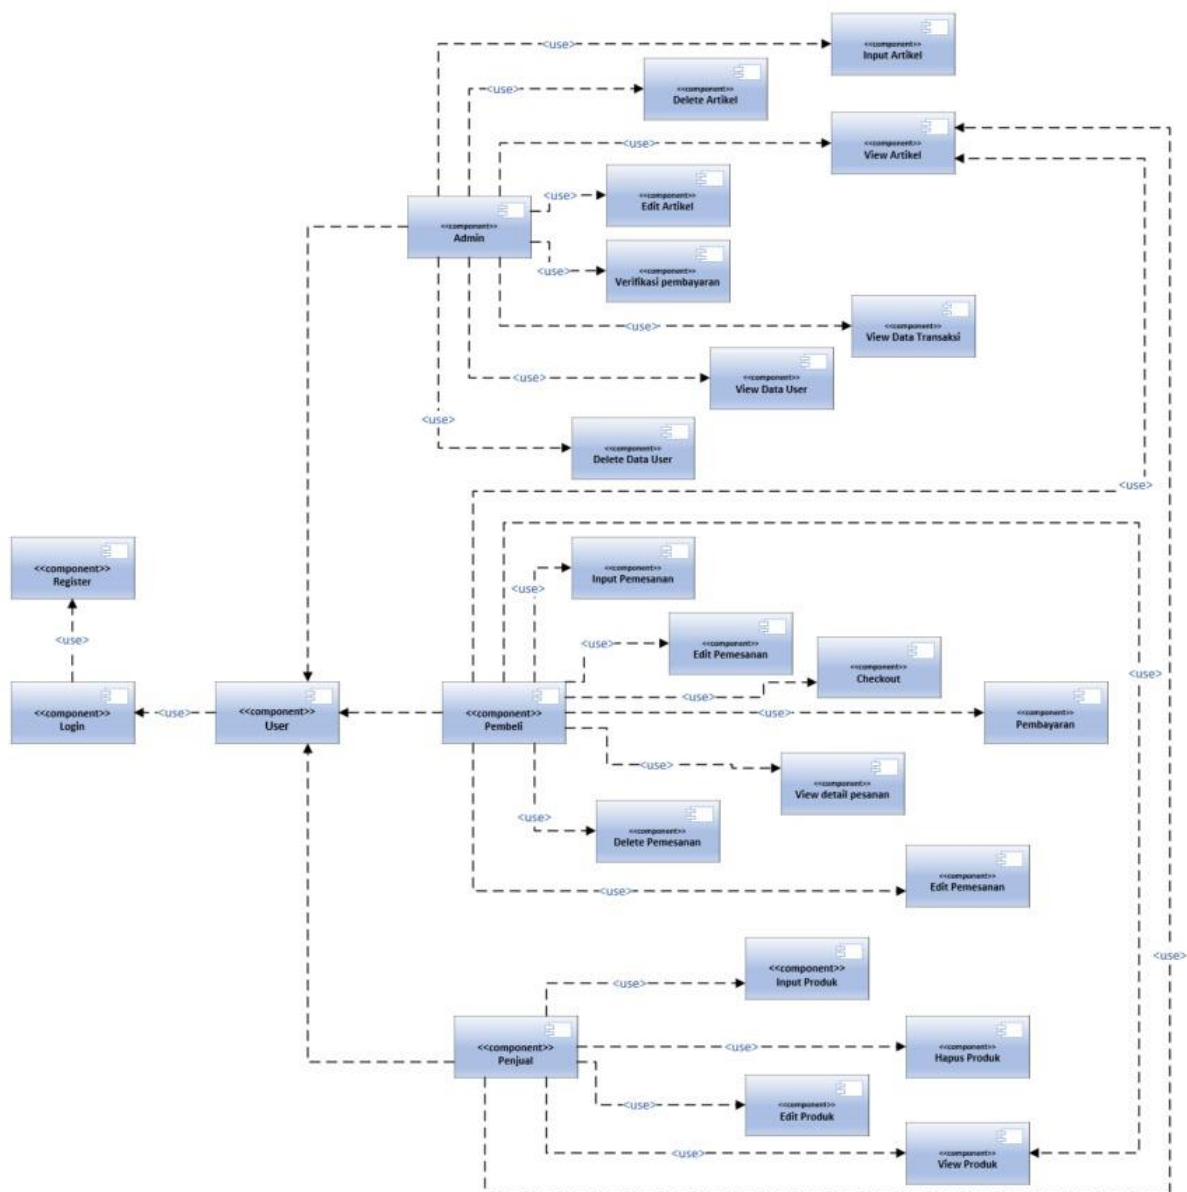 <use>
<<component>>
Input Artikel
<use>
<<component>>
Delete Artikel
<use>
<<component>>
View Artikel
<use>
<<component>>
Edit Artikel
<<component>>
Admin
<use>
<<component>>
Verifikasi pembayaran
<use>
<<component>>
View Data Transaksi
<use>
<<component>>
View Data User
<use>
<<component>>
Delete Data User
<use>
<<component>>
Register
<use>
<<component>>
Input Pemesanan
<use>
<use>
<<component>>
Edit Pemesanan
<use>
<<component>>
Checkout
<use>
<<component>>
Login
<use>
<<component>>
User
<<component>>
Pembeli
<use>
<use>
<<component>>
Pembayaran
<use>
<<component>>
View detail pesanan
<use>
<<component>>
Delete Pemesanan
<use>
<<component>>
Edit Pemesanan
<use>
<use>
<<component>>
Input Produk
<<component>>
Penjual
<use>
<<component>>
Hapus Produk
<use>
<<component>>
Edit Produk
<use>
<<component>>
View Produk